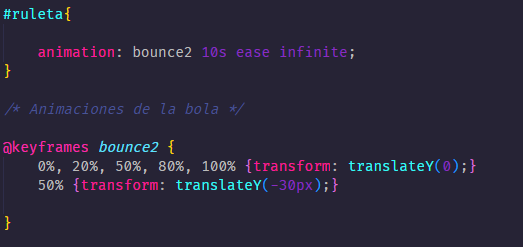 #ruleta{
animation: bounce2 10s ease infinite;
}
/* Animaciones de la bola */
@keyframes bounce2 {
0%, 20%, 50%, 80%, 100% {transform: translateY(0);}
50% {transform: translateY(-30px);}
}